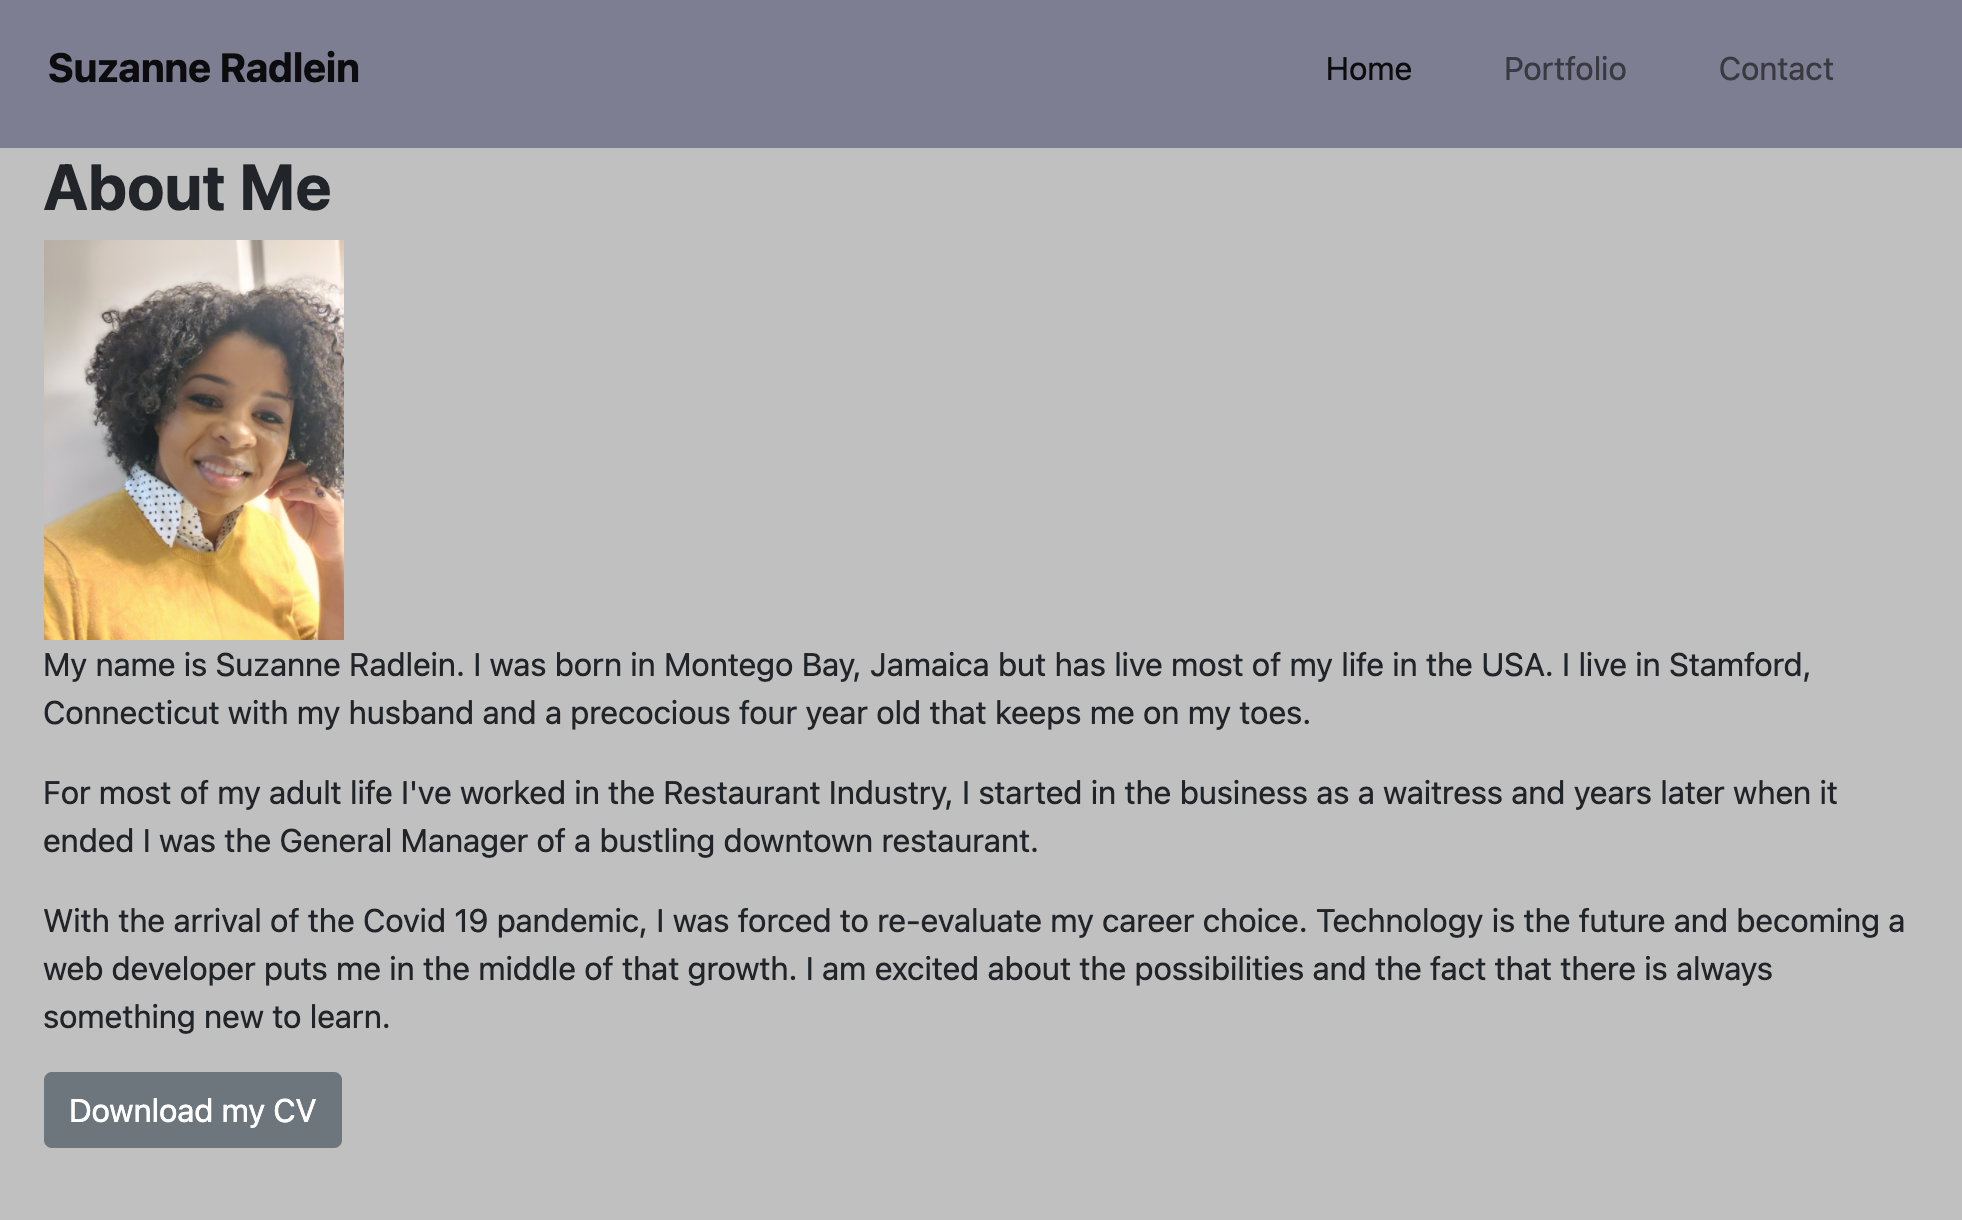 Suzanne Radlein
Home
Portfolio
Contact
About Me
My name is Suzanne Radlein. I was born in Montego Bay, Jamaica but has live most of my life in the USA. I live in Stamford,
Connecticut with my husband and a precocious four year old that keeps me on my toes.
For most of my adult life I've worked in the Restaurant Industry, I started in the business as a waitress and years later when it
ended I was the General Manager of a bustling downtown restaurant.
With the arrival of the Covid 19 pandemic, I was forced to re-evaluate my career choice. Technology is the future and becoming a
web developer puts me in the middle of that growth. I am excited about the possibilities and the fact that there is always
something new to learn.
Download my CV